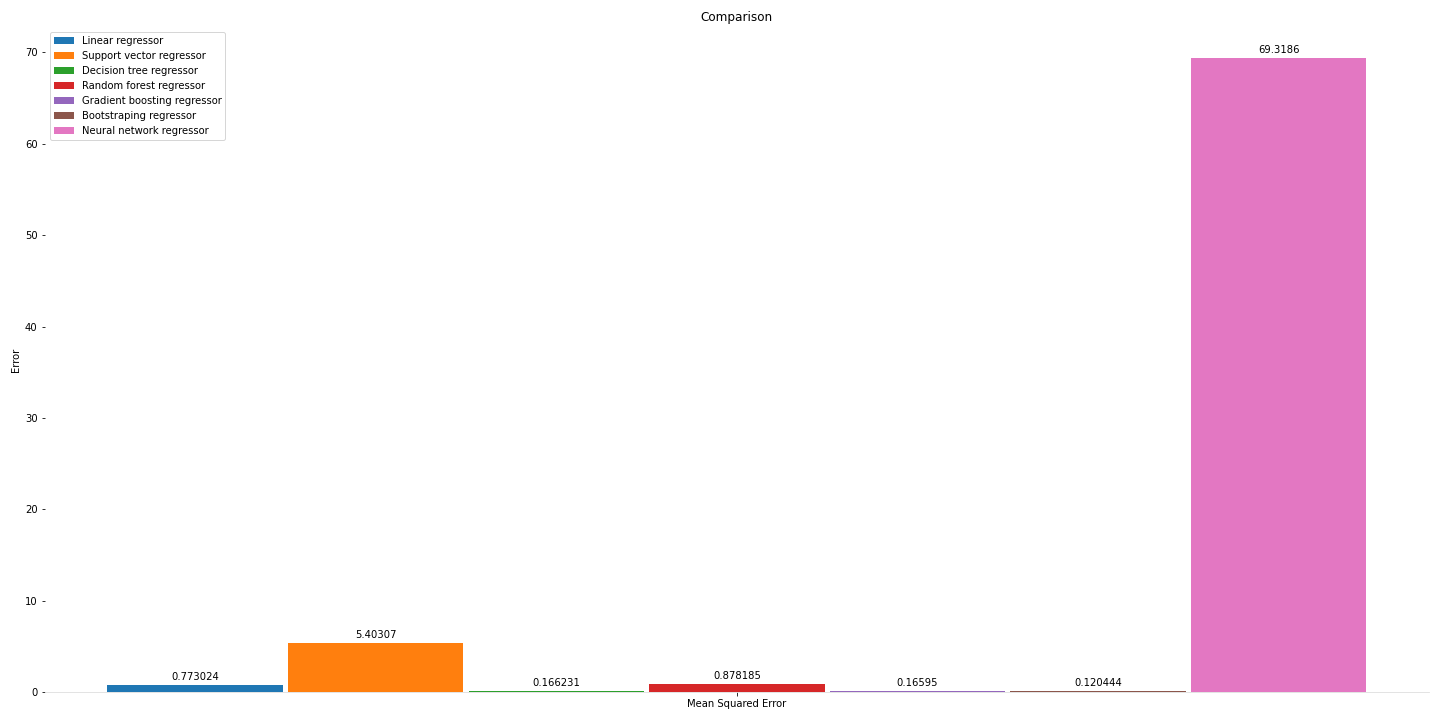 Comparison
Linear regressor
Support vector regressor
Decision tree regressor
Random forest regressor
Gradient boosting regressor
Bootstraping regressor
Neural network regressor
70
60
50
40
30
20
10
0
Error
0.773024
5.40307
0.166231
0.878185
0.16595
0.120444
69.3186
Mean Squared Error